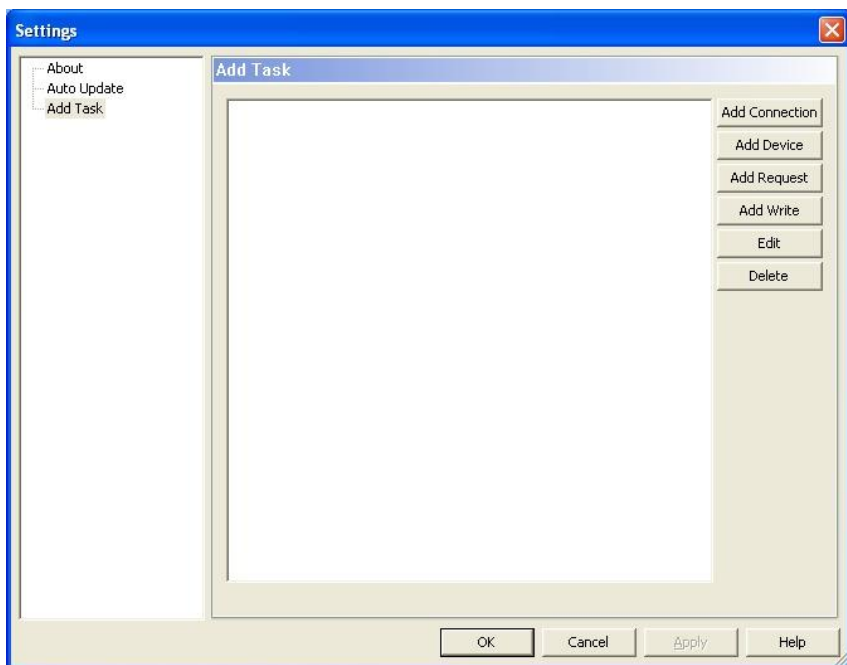 Settings
About
Auto Update
Add Task
Add Task
Add Connection
Add Device
Add Request
Add Write
Edit
Delete
OK
Cancel
Apply
Help